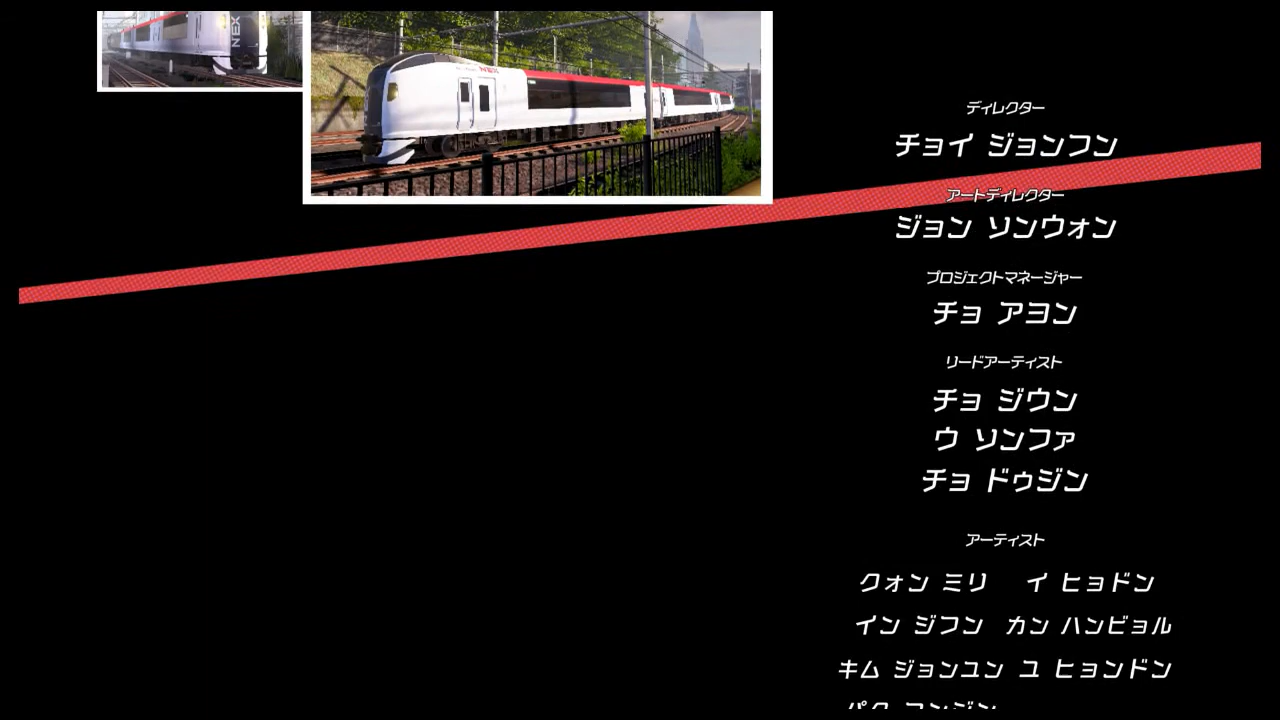 NEX
NEX
ディレクター
チョイ ジョンフン
アートディレクター
ジョン ソンウォン
プロジェクトマネージャー
チョ アヨン
リードアーティスト
チョ ジウン
ウ ソンファ
チョ ドゥジン
アーティスト
クォン ミリ イ ヒョドン
イン ジフン カン ハンビョル
キム ジョンユン ユ ヒョンドン